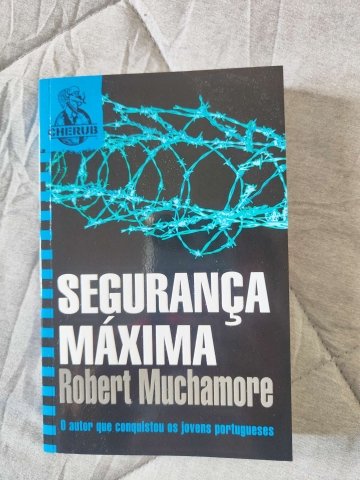 CHERUB
SEGURANÇA
MÁXIMA
Robert Muchamore
O autor que conquistou os jovens portugueses